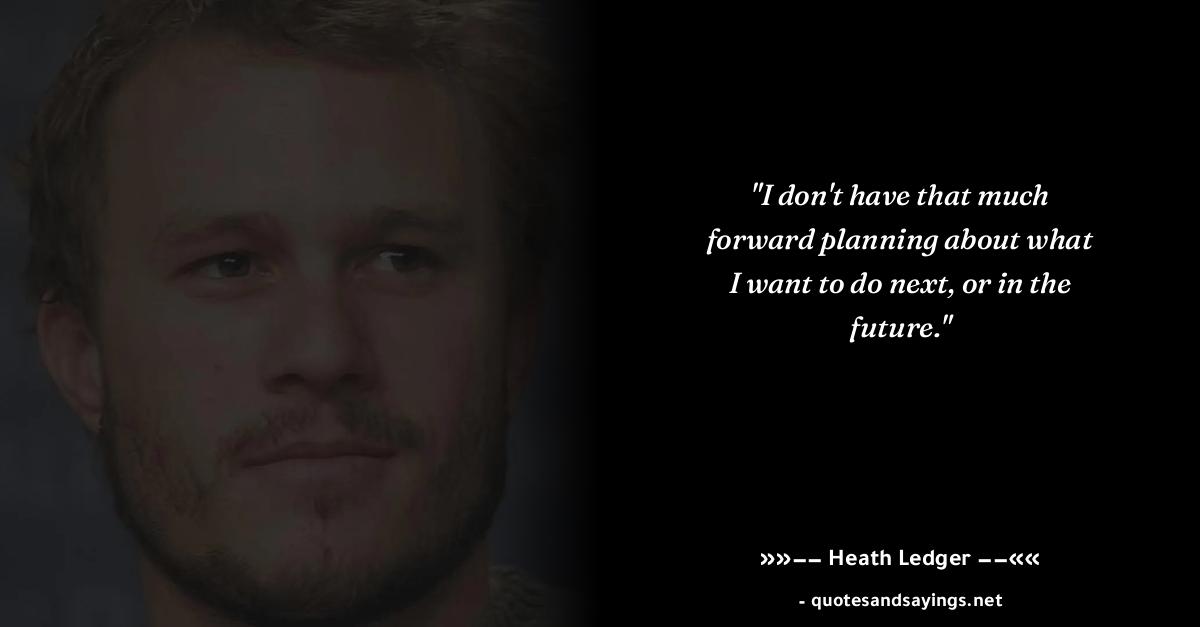 "I don't have that much
forward planning about what
I want to do next, or in the
future."
»»−− Heath Ledger −−««
- quotesandsayings.net